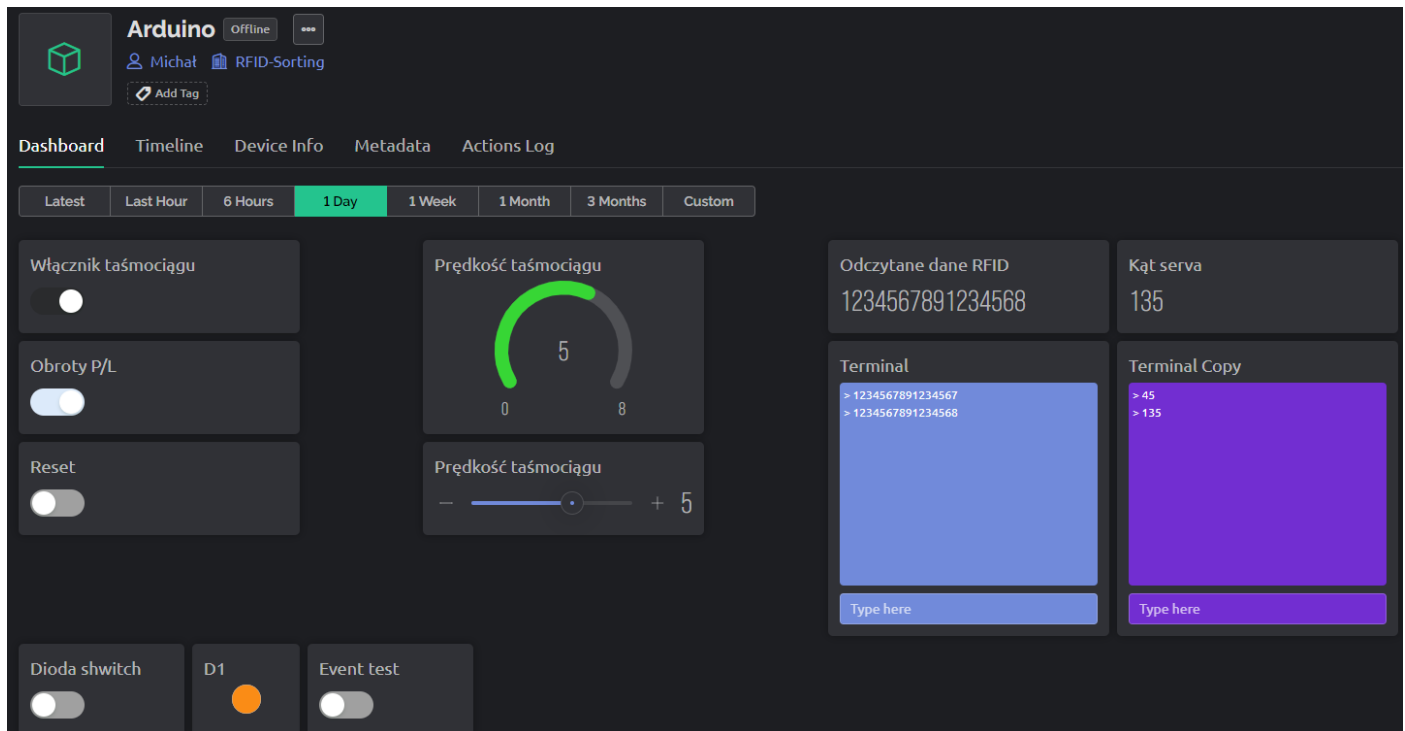 Arduino Offline
Michał RFID-Sorting
Add Tag
Dashboard Timeline Device Info Metadata Actions Log
Latest Last Hour 6 Hours 1 Day 1 Week 1 Month 3 Months Custom
Włącznik taśmociągu
Obroty P/L
Reset
Prędkość taśmociągu
5
0 8
Prędkość taśmociągu
− + 5
Odczytane dane RFID
1234567891234568
Kąt serva
135
Terminal
> 1234567891234567
> 1234567891234568
Type here
Terminal Copy
> 45
> 135
Type here
Dioda shwitch
D1
Event test